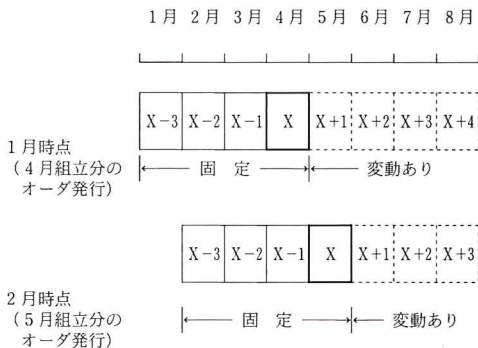 1月 2月 3月 4月 5月 6月 7月 8月
X-3 X-2 X-1 X X+1 X+2 X+3 X+4
1月時点
(4月組立分の
オーダ発行)
固 定 変動あり
X-3 X-2 X-1 X X+1 X+2 X+3
2月時点
(5月組立分の
オーダ発行)
固 定 変動あり